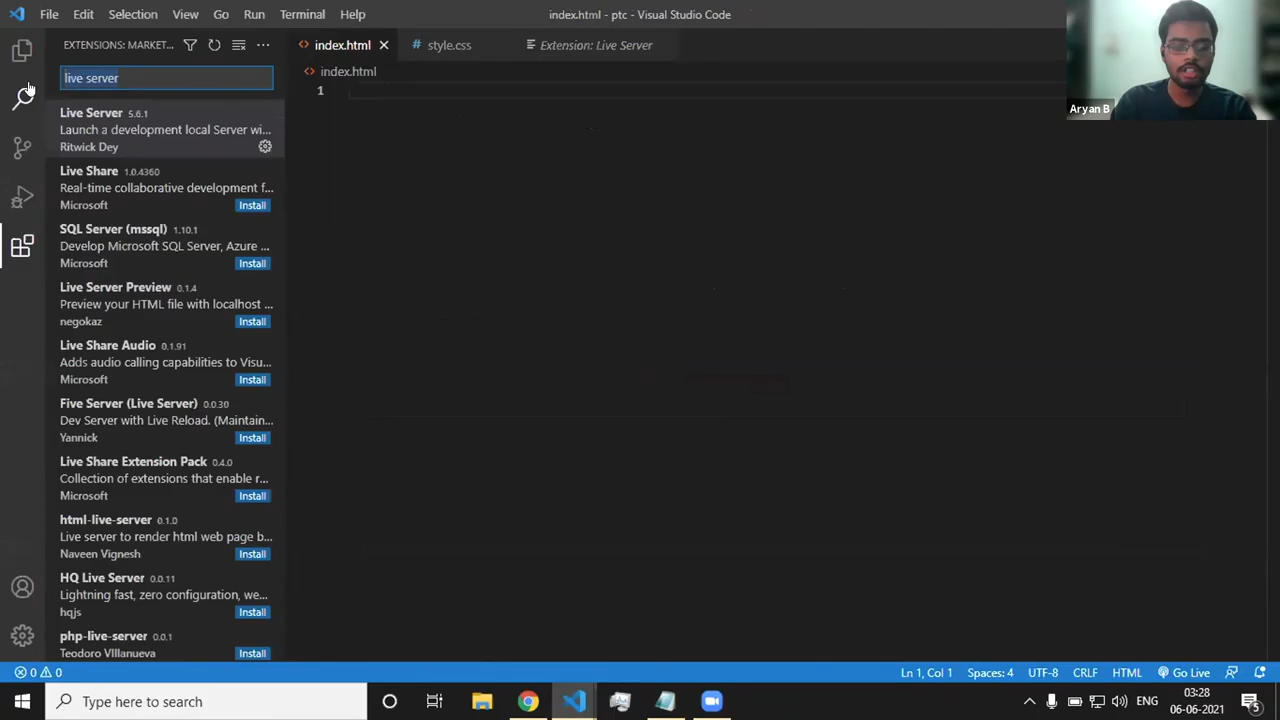 File Edit Selection View Go Run Terminal Help
index.html - ptc - Visual Studio Code
EXTENSIONS: MARKET...
index.html
style.css
Extension: Live Server
live server
index.html
1
Live Server 5.6.1
Launch a development local Server wi...
Ritwick Dey
Live Share 1.0.4360
Real-time collaborative development f...
Microsoft Install
SQL Server (mssql) 1.10.1
Develop Microsoft SQL Server, Azure ...
Microsoft Install
Live Server Preview 0.1.4
Preview your HTML file with localhost ...
negokaz Install
Live Share Audio 0.1.91
Adds audio calling capabilities to Visu...
Microsoft Install
Five Server (Live Server) 0.0.30
Dev Server with Live Reload. (Maintain...
Yannick Install
Live Share Extension Pack 0.4.0
Collection of extensions that enable r...
Microsoft Install
html-live-server 0.1.0
Live server to render html web page b...
Naveen Vignesh Install
HQ Live Server 0.0.11
Lightning fast, zero configuration, we...
hqjs Install
php-live-server 0.0.1
Teodoro VIllanueva Install
Aryan B
0 0
Ln 1, Col 1 Spaces: 4 UTF-8 CRLF HTML Go Live
Type here to search
ENG
03:28
06-06-2021
5